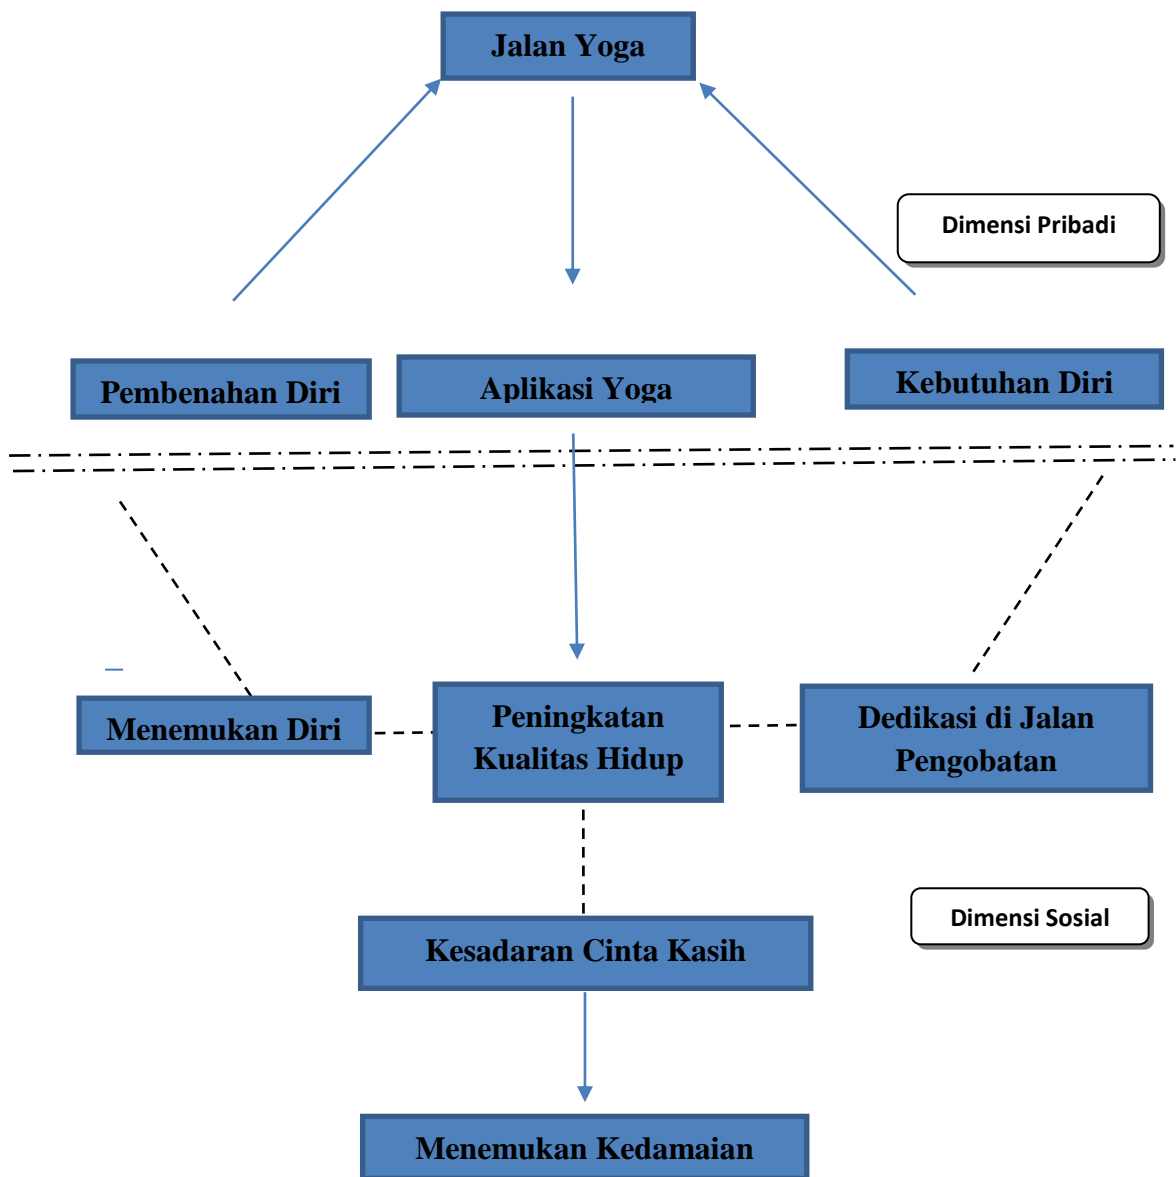 Jalan Yoga
Dimensi Pribadi
Pembenahan Diri
Aplikasi Yoga
Kebutuhan Diri
Menemukan Diri
Peningkatan
Kualitas Hidup
Dedikasi di Jalan
Pengobatan
Kesadaran Cinta Kasih
Dimensi Sosial
Menemukan Kedamaian